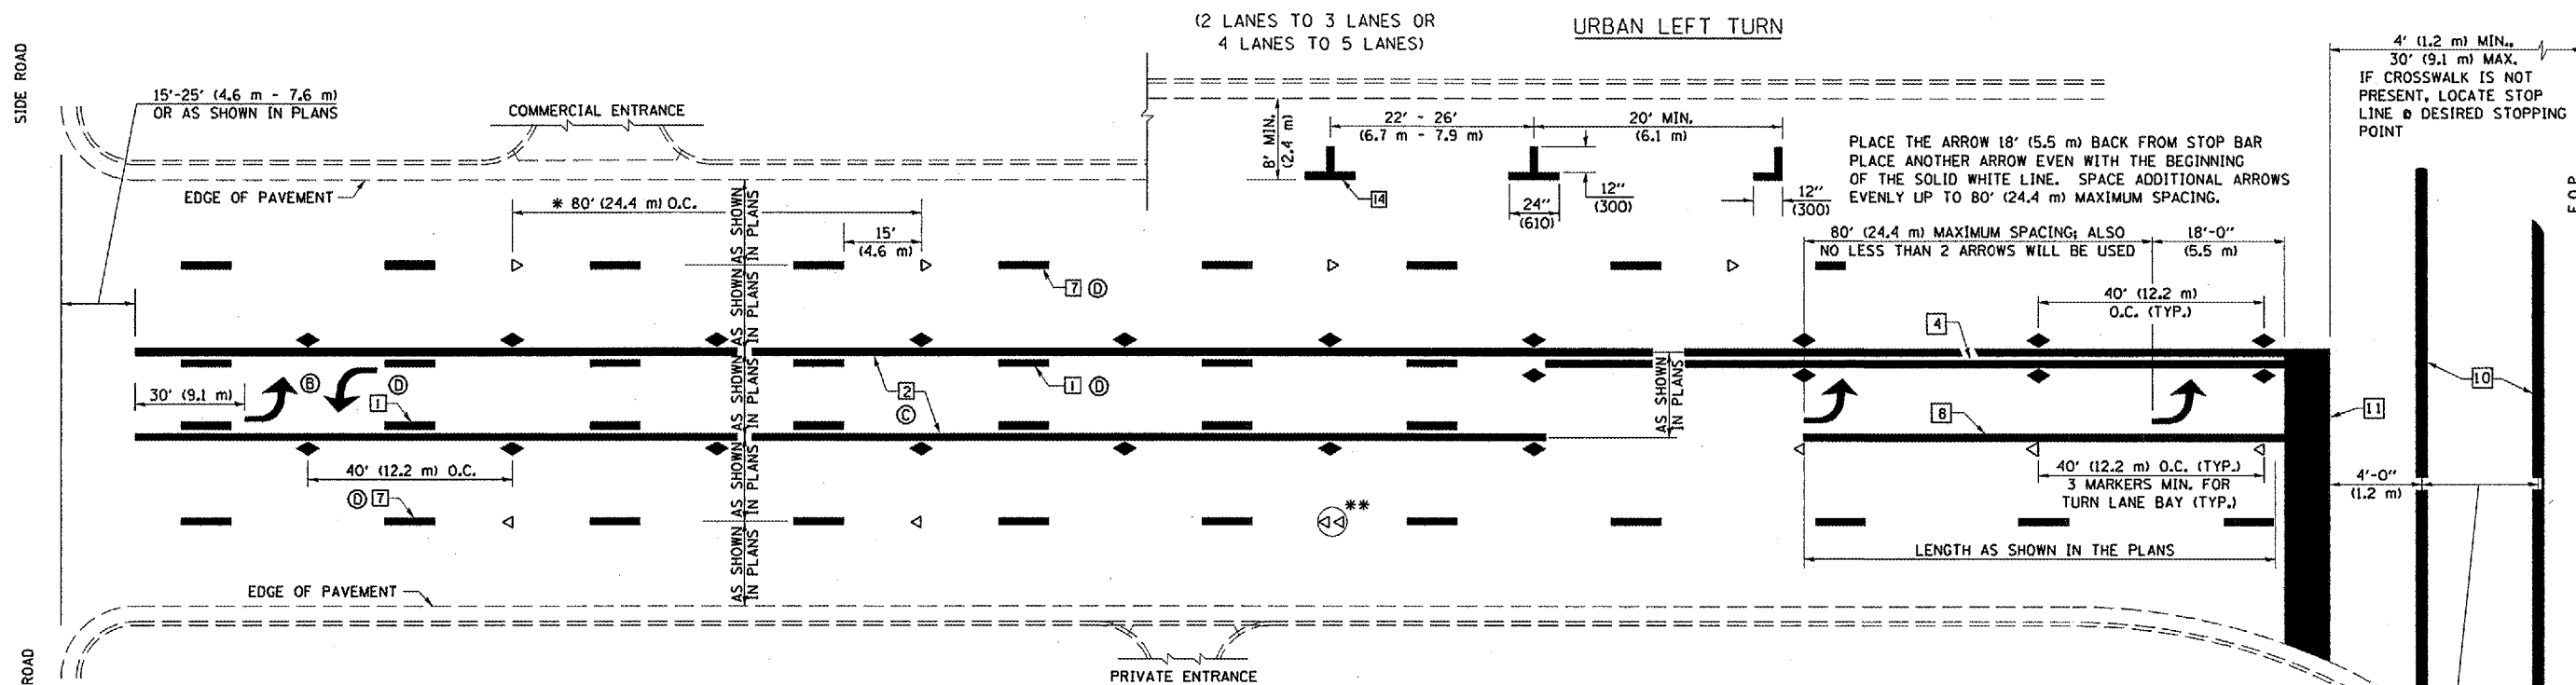 (2 LANES TO 3 LANES OR
4 LANES TO 5 LANES)
URBAN LEFT TURN
SIDE ROAD
15'-25' (4.6 m - 7.6 m)
OR AS SHOWN IN PLANS
COMMERCIAL ENTRANCE
EDGE OF PAVEMENT
* 80' (24.4 m) O.C.
15'
(4.6 m)
8' MIN.
(2.4 m)
22' - 26'
(6.7 m - 7.9 m)
20' MIN.
(6.1 m)
14
24"
(610)
12"
(300)
12"
(300)
4' (1.2 m) MIN.,
30' (9.1 m) MAX.
IF CROSSWALK IS NOT
PRESENT, LOCATE STOP
LINE @ DESIRED STOPPING
POINT
PLACE THE ARROW 18' (5.5 m) BACK FROM STOP BAR
PLACE ANOTHER ARROW EVEN WITH THE BEGINNING
OF THE SOLID WHITE LINE. SPACE ADDITIONAL ARROWS
EVENLY UP TO 80' (24.4 m) MAXIMUM SPACING.
80' (24.4 m) MAXIMUM SPACING; ALSO
NO LESS THAN 2 ARROWS WILL BE USED
18'-0"
(5.5 m)
E.O.P.
AS SHOWN
IN PLANS
AS SHOWN
IN PLANS
AS SHOWN
IN PLANS
AS SHOWN
IN PLANS
AS SHOWN
IN PLANS
7 D
40' (12.2 m)
O.C. (TYP.)
4
30' (9.1 m)
B
D
1
2
C
1 D
AS SHOWN
IN PLANS
8
10
11
40' (12.2 m) O.C.
D 7
**
40' (12.2 m) O.C. (TYP.)
3 MARKERS MIN. FOR
TURN LANE BAY (TYP.)
4'-0"
(1.2 m)
LENGTH AS SHOWN IN THE PLANS
EDGE OF PAVEMENT
PRIVATE ENTRANCE
ROAD